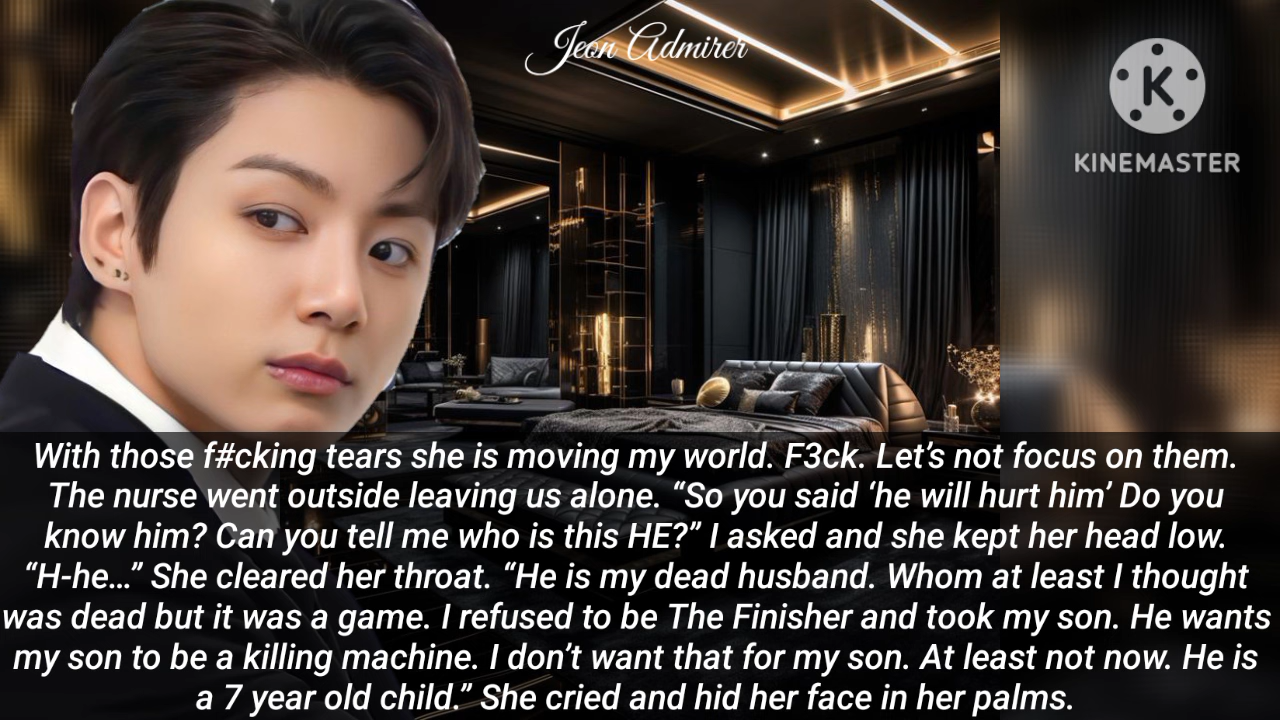 Jeon Admirer
K
KINEMASTER
With those f#cking tears she is moving my world. F3ck. Let’s not focus on them.
The nurse went outside leaving us alone. “So you said ‘he will hurt him’ Do you
know him? Can you tell me who is this HE?” I asked and she kept her head low.
“H-he…” She cleared her throat. “He is my dead husband. Whom at least I thought
was dead but it was a game. I refused to be The Finisher and took my son. He wants
my son to be a killing machine. I don’t want that for my son. At least not now. He is
a 7 year old child.” She cried and hid her face in her palms.